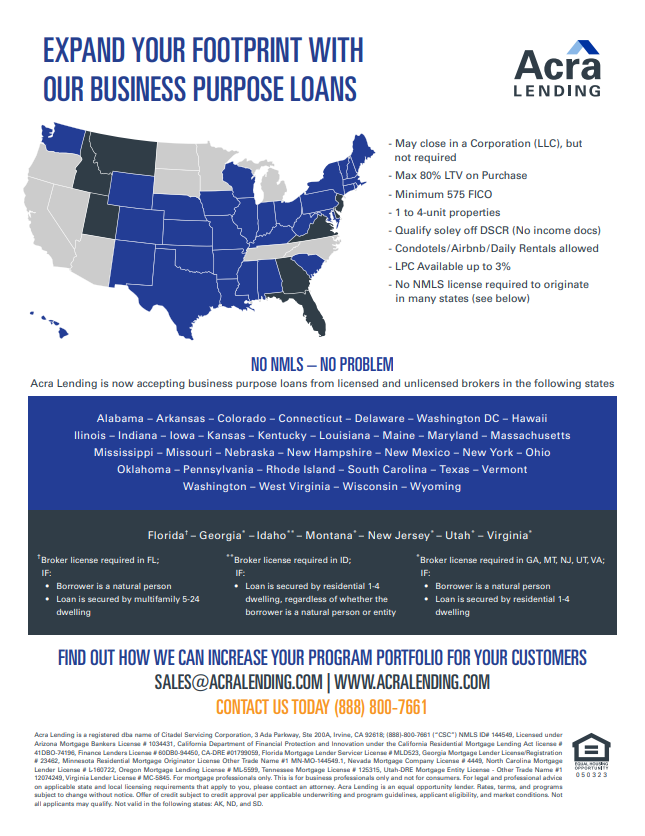 EXPAND YOUR FOOTPRINT WITH
OUR BUSINESS PURPOSE LOANS
Acra
LENDING
- May close in a Corporation (LLC), but
not required
- Max 80% LTV on Purchase
- Minimum 575 FICO
- 1 to 4-unit properties
- Qualify soley off DSCR (No income docs)
- Condotels/Airbnb/Daily Rentals allowed
- LPC Available up to 3%
- No NMLS license required to originate
in many states (see below)
NO NMLS – NO PROBLEM
Acra Lending is now accepting business purpose loans from licensed and unlicensed brokers in the following states
Alabama – Arkansas – Colorado – Connecticut – Delaware – Washington DC – Hawaii
Ilinois – Indiana – Iowa – Kansas – Kentucky – Louisiana – Maine – Maryland – Massachusetts
Mississippi – Missouri – Nebraska – New Hampshire – New Mexico – New York – Ohio
Oklahoma – Pennsylvania – Rhode Island – South Carolina – Texas – Vermont
Washington – West Virginia – Wisconsin – Wyoming
Florida† – Georgia* – Idaho** – Montana* – New Jersey* – Utah* – Virginia*
†Broker license required in FL;
IF:
• Borrower is a natural person
• Loan is secured by multifamily 5-24
dwelling
**Broker license required in ID;
IF:
• Loan is secured by residential 1-4
dwelling, regardless of whether the
borrower is a natural person or entity
*Broker license required in GA, MT, NJ, UT, VA;
IF:
• Borrower is a natural person
• Loan is secured by residential 1-4
dwelling
FIND OUT HOW WE CAN INCREASE YOUR PROGRAM PORTFOLIO FOR YOUR CUSTOMERS
SALES@ACRALENDING.COM | WWW.ACRALENDING.COM
CONTACT US TODAY (888) 800-7661
Acra Lending is a registered dba name of Citadel Servicing Corporation, 3 Ada Parkway, Ste 200A, Irvine, CA 92618; (888)-800-7661 ("CSC") NMLS ID# 144549, Licensed under
Arizona Mortgage Bankers License # 1034431, California Department of Financial Protection and Innovation under the California Residential Mortgage Lending Act license #
41DBO-74196, Finance Lenders License # 60DB0-94450, CA-DRE #01799059, Florida Mortgage Lender Servicer License # MLD523, Georgia Mortgage Lender License/Registration
# 23462, Minnesota Residential Mortgage Originator License Other Trade Name #1 MN-MO-144549.1, Nevada Mortgage Company License # 4449, North Carolina Mortgage
Lender License # L-160722, Oregon Mortgage Lending License # ML-5599, Tennessee Mortgage License # 125315, Utah-DRE Mortgage Entity License - Other Trade Name #1
12074249, Virginia Lender License # MC-5845. For mortgage professionals only. This is for business professionals only and not for consumers. For legal and professional advice
on applicable state and local licensing requirements that apply to you, please contact an attorney. Acra Lending is an equal opportunity lender. Rates, terms, and programs
subject to change without notice. Offer of credit subject to credit approval per applicable underwriting and program guidelines, applicant eligibility, and market conditions. Not
all applicants may qualify. Not valid in the following states: AK, ND, and SD.
EQUAL HOUSING
OPPORTUNITY
050323